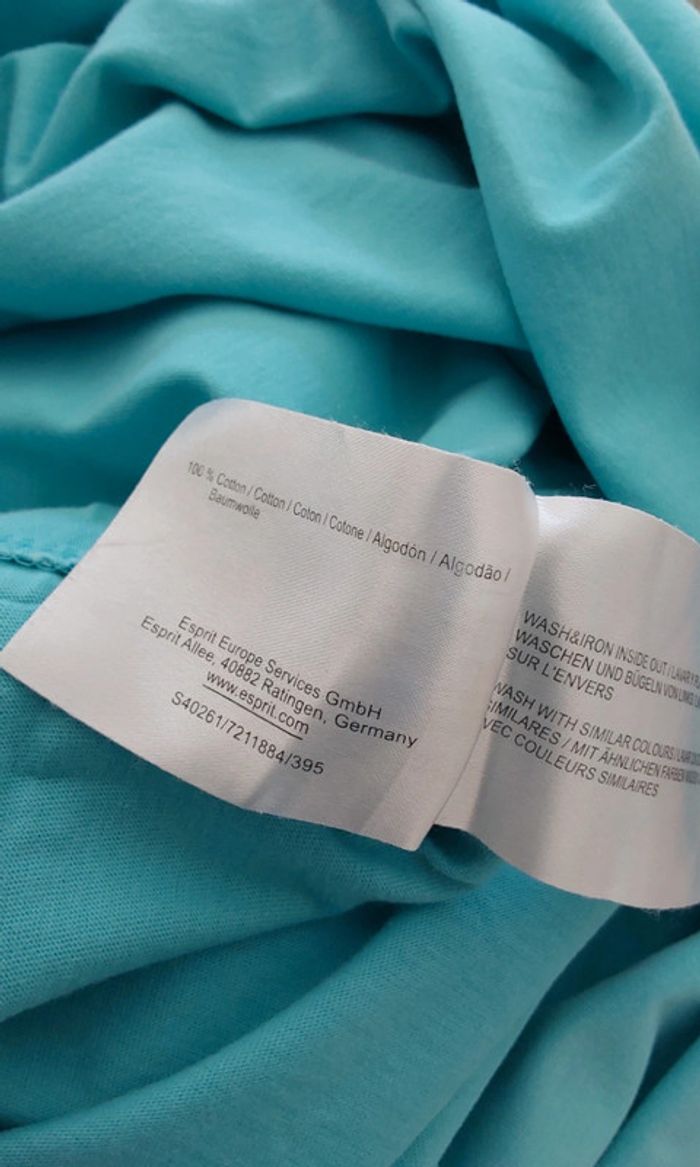 100 % Cotton / Cotton / Coton / Cotone / Algodón / Algodão /
Baumwolle
Esprit Europe Services GmbH
Esprit Allee, 40882 Ratingen, Germany
www.esprit.com
S40261/7211884/395
WASH&IRON INSIDE OUT /
WASCHEN UND BÜGELN VON
SUR L'ENVERS
WASH WITH SIMILAR COLOURS /
SIMILARES / MIT ÄHNLICHEN FARBEN
COULEURS SIMILAIRES